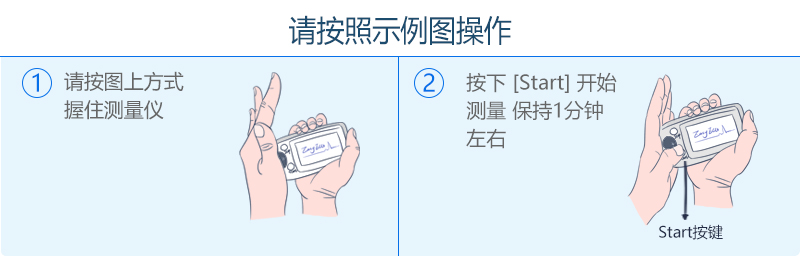 请按照示例图操作
1
请按图上方式
握住测量仪
2
按下 [Start] 开始
测量 保持1分钟
左右
Start按键